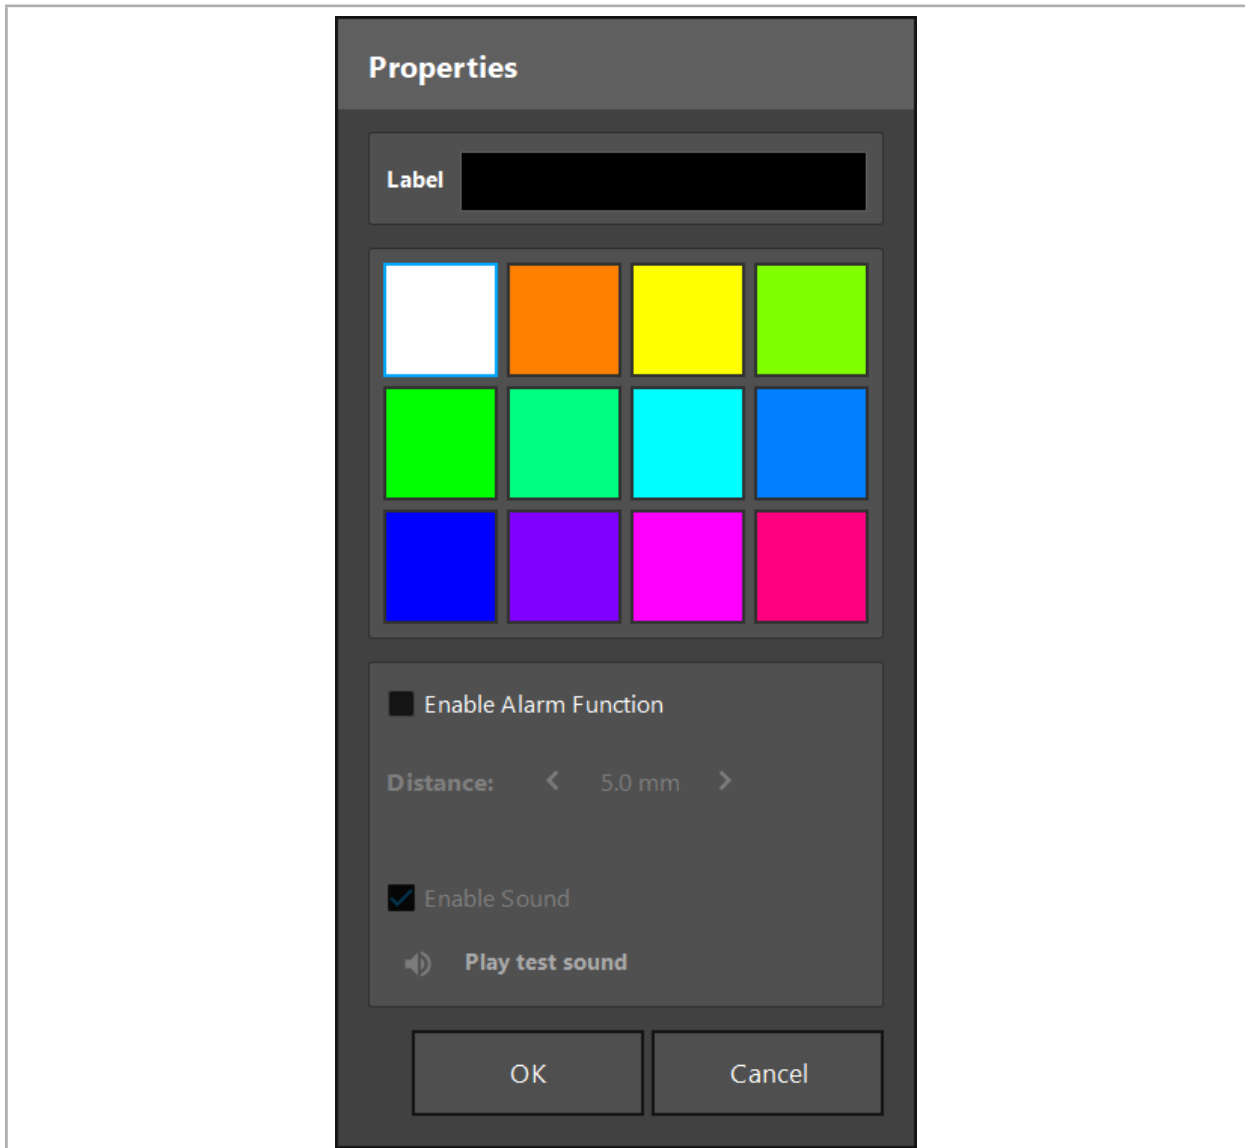 Properties
Label
Enable Alarm Function
Distance: 5.0 mm
Enable Sound
Play test sound
OK Cancel